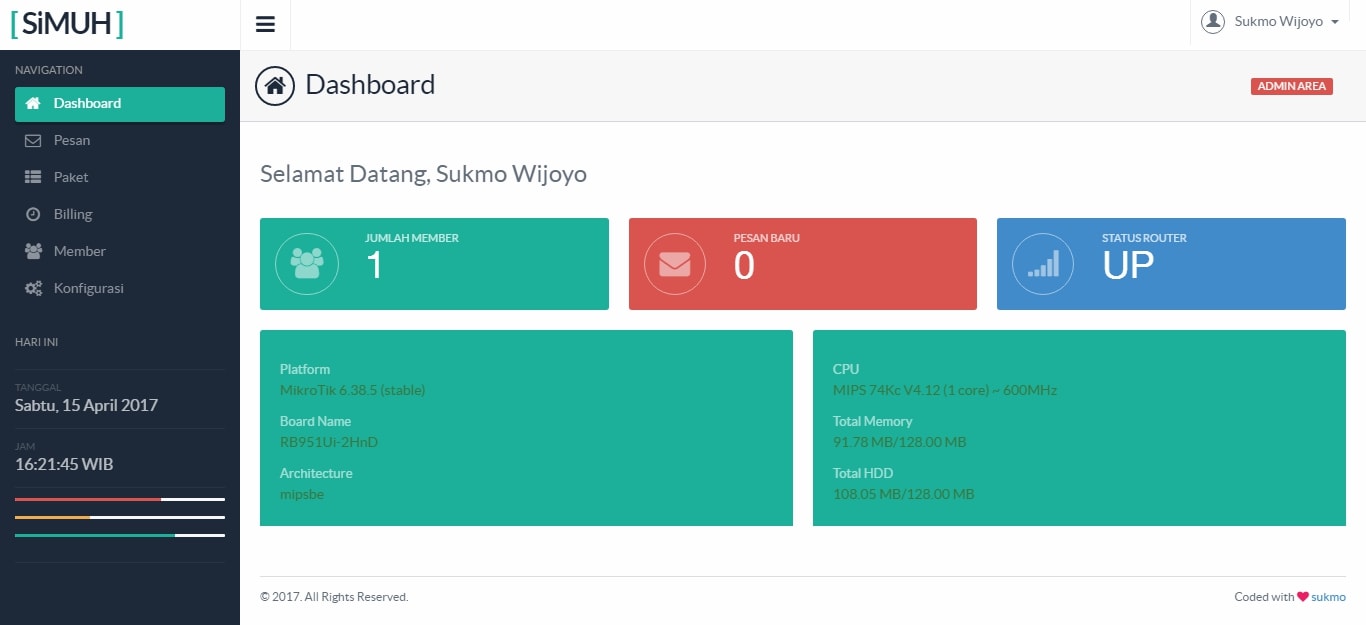 [ SiMUH ]
Sukmo Wijoyo
NAVIGATION
Dashboard
Pesan
Paket
Billing
Member
Konfigurasi
HARI INI
TANGGAL
Sabtu, 15 April 2017
JAM
16:21:45 WIB
Dashboard
ADMIN AREA
Selamat Datang, Sukmo Wijoyo
JUMLAH MEMBER
1
PESAN BARU
0
STATUS ROUTER
UP
Platform
MikroTik 6.38.5 (stable)
Board Name
RB951Ui-2HnD
Architecture
mipsbe
CPU
MIPS 74Kc V4.12 (1 core) ~ 600MHz
Total Memory
91.78 MB/128.00 MB
Total HDD
108.05 MB/128.00 MB
© 2017. All Rights Reserved.
Coded with ❤ sukmo